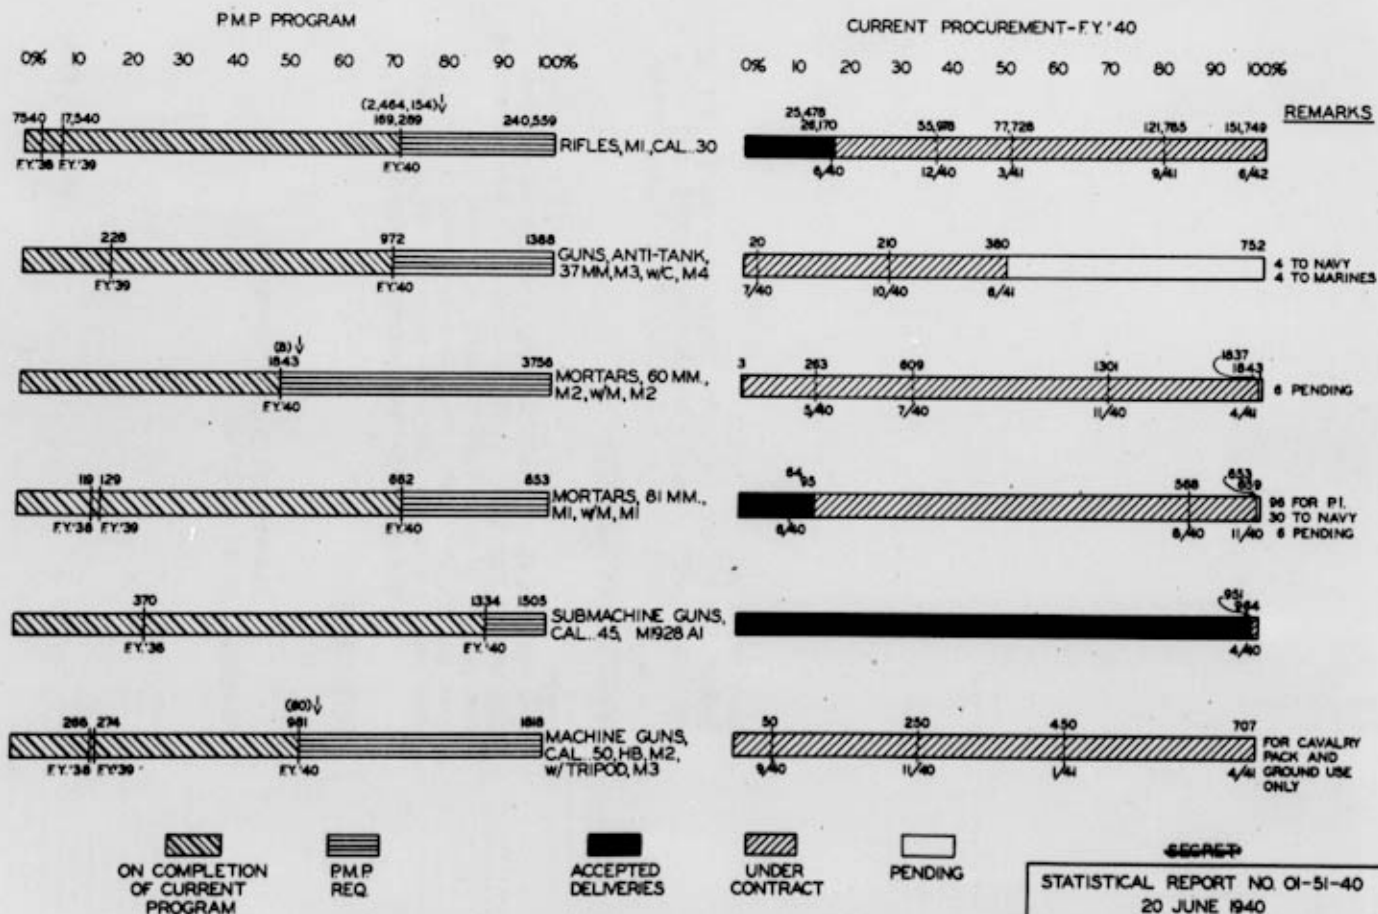 P.M.P. PROGRAM
CURRENT PROCUREMENT-F.Y. '40
0% 10 20 30 40 50 60 70 80 90 100%
0% 10 20 30 40 50 60 70 80 90 100%
REMARKS
(2,464,154)
7540 17,540 169,289 240,559
F.Y.'38 F.Y.'39 F.Y.'40
RIFLES, M1, CAL. .30
25,478
26,170 55,978 77,728 121,785 151,749
6/40 12/40 3/41 9/41 6/42
226 972 1388
F.Y.'39 F.Y.'40
GUNS, ANTI-TANK,
37 MM, M3, W/C, M4
20 210 380 752
7/40 10/40 8/41
4 TO NAVY
4 TO MARINES
(8)
1843 3756
F.Y.'40
MORTARS, 60 MM.,
M2, W/M, M2
1837
3 263 609 1301 1843
5/40 7/40 11/40 4/41
6 PENDING
119 129 662 853
F.Y.'38 F.Y.'39 F.Y.'40
MORTARS, 81 MM.,
M1, W/M, M1
64 653
95 568 659
6/40 8/40 11/40
96 FOR P.I.
30 TO NAVY
6 PENDING
370 1334 1505
F.Y.'38 F.Y.'40
SUBMACHINE GUNS,
CAL. .45, M1928 A1
951
964
4/40
(80)
266 274 981 1818
F.Y.'38 F.Y.'39 F.Y.'40
MACHINE GUNS,
CAL. .50, HB, M2,
W/TRIPOD, M3
50 250 450 707
9/40 11/40 1/41 4/41
FOR CAVALRY
PACK AND
GROUND USE
ONLY
ON COMPLETION
OF CURRENT
PROGRAM
P.M.P.
REQ.
ACCEPTED
DELIVERIES
UNDER
CONTRACT
PENDING
SECRET
STATISTICAL REPORT NO. 01-51-40
20 JUNE 1940